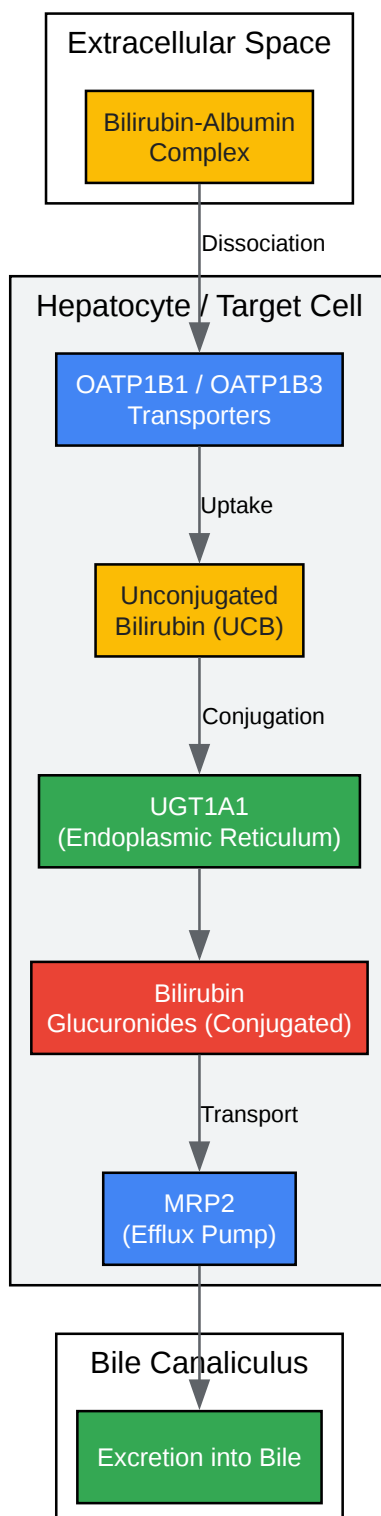 Extracellular Space
Bilirubin-Albumin
Complex
Dissociation
Hepatocyte / Target Cell
OATP1B1 / OATP1B3
Transporters
Uptake
Unconjugated
Bilirubin (UCB)
Conjugation
UGT1A1
(Endoplasmic Reticulum)
Bilirubin
Glucuronides (Conjugated)
Transport
MRP2
(Efflux Pump)
Bile Canaliculus
Excretion into Bile